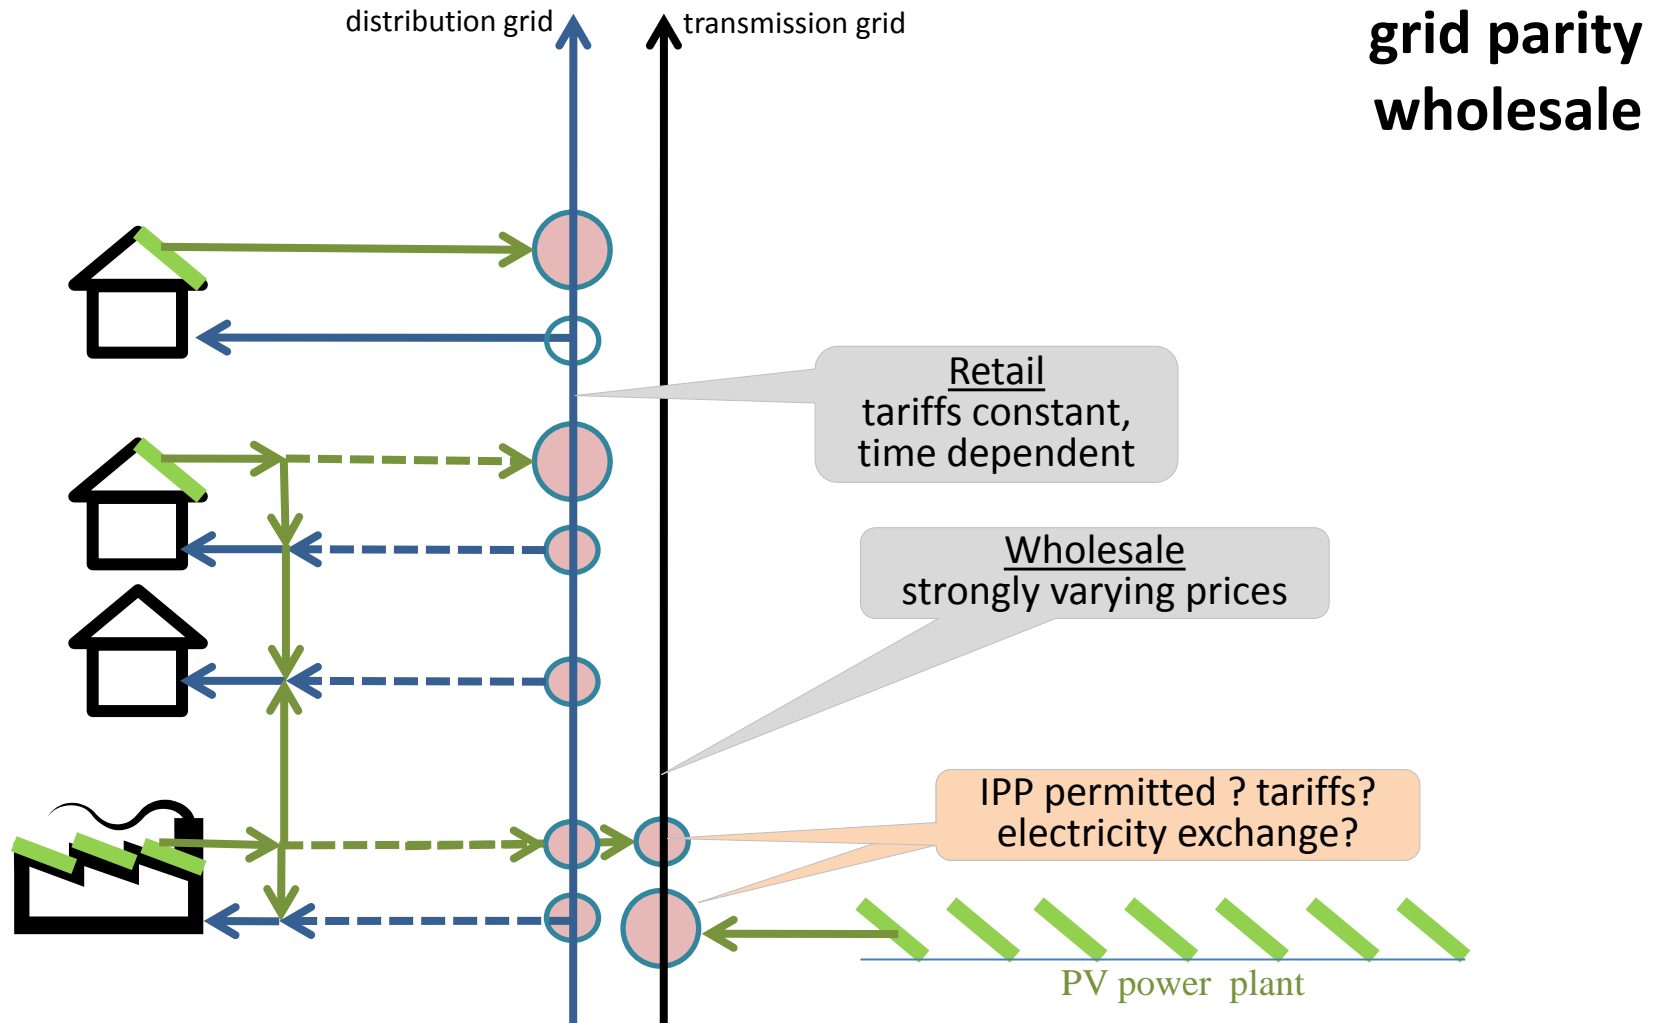 distribution grid
transmission grid
grid parity
wholesale
Retail
tariffs constant,
time dependent
Wholesale
strongly varying prices
IPP permitted ? tariffs?
electricity exchange?
PV power plant